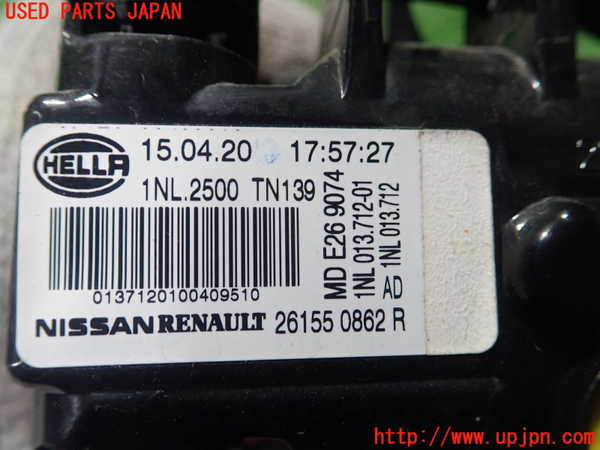 USED PARTS JAPAN
HELLA
15.04.20 17:57:27
1NL.2500 TN139
0137120100409510
NISSAN RENAULT 26155 0862 R
MD E26 9074
1NL 013.712-01
1NL 013.712
AD
www.upjpn.com